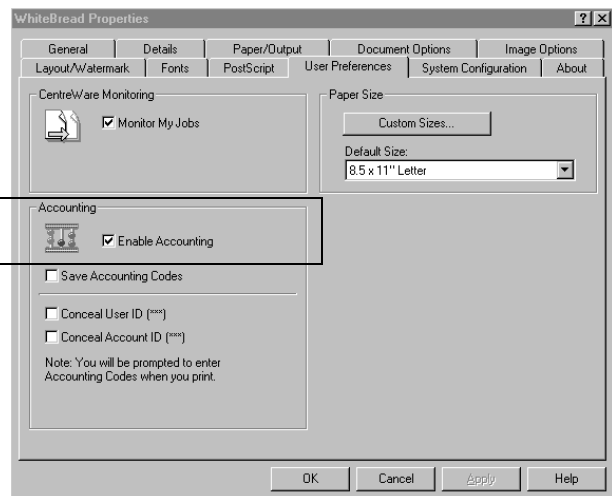 WhiteBread Properties
General Details Paper/Output Document Options Image Options
Layout/Watermark Fonts PostScript User Preferences System Configuration About
CentreWare Monitoring
Monitor My Jobs
Paper Size
Custom Sizes...
Default Size:
8.5 x 11" Letter
Accounting
Enable Accounting
Save Accounting Codes
Conceal User ID (***)
Conceal Account ID (***)
Note: You will be prompted to enter
Accounting Codes when you print.
OK Cancel Apply Help